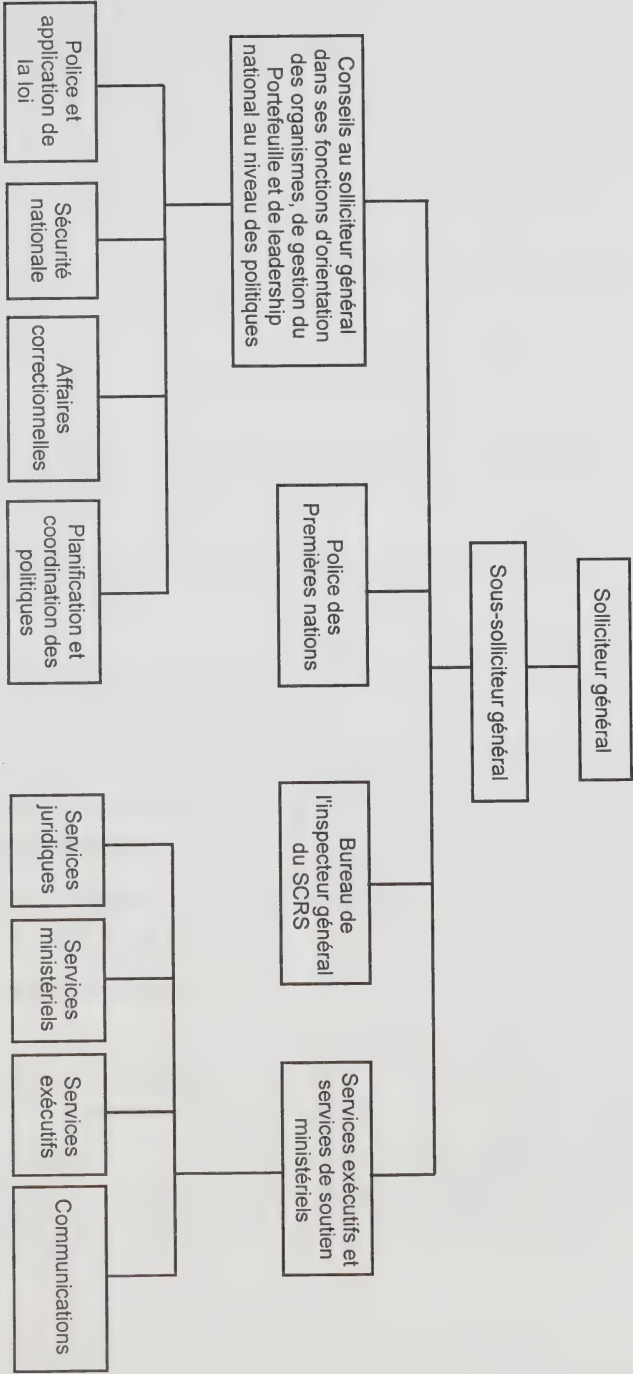 Solliciteur général
Sous-solliciteur général
Conseils au solliciteur général
dans ses fonctions d'orientation
des organismes, de gestion du
Portefeuille et de leadership
national au niveau des politiques
Police des
Premières nations
Bureau de
l'inspecteur général
du SCRS
Services exécutifs et
services de soutien
ministériels
Police et
application de
la loi
Sécurité
nationale
Affaires
correctionnelles
Planification et
coordination des
politiques
Services
juridiques
Services
ministériels
Services
exécutifs
Communications